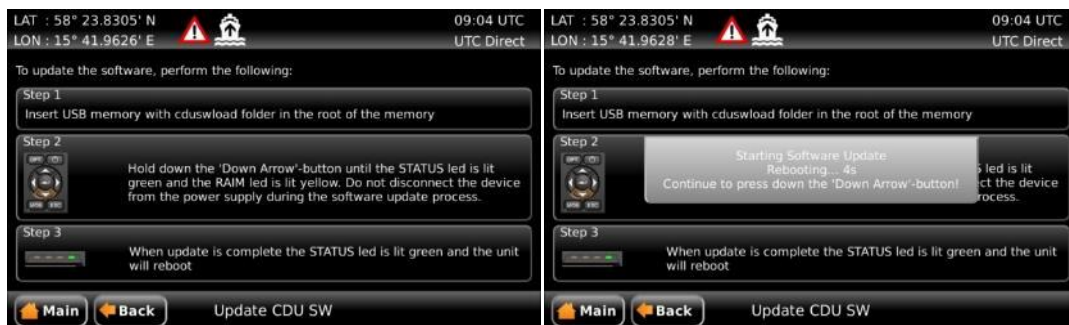 LAT : 58° 23.8305' N
LON : 15° 41.9626' E
09:04 UTC
UTC Direct
To update the software, perform the following:
Step 1
Insert USB memory with cduswload folder in the root of the memory
Step 2
Hold down the 'Down Arrow'-button until the STATUS led is lit
green and the RAIM led is lit yellow. Do not disconnect the device
from the power supply during the software update process.
Step 3
When update is complete the STATUS led is lit green and the unit
will reboot
Main
Back
Update CDU SW
LAT : 58° 23.8305' N
LON : 15° 41.9628' E
09:04 UTC
UTC Direct
To update the software, perform the following:
Step 1
Insert USB memory with cduswload folder in the root of the memory
Step 2
Starting Software Update
Rebooting... 4s
Continue to press down the 'Down Arrow'-button!
led is lit
ct the device
rocess.
Step 3
When update is complete the STATUS led is lit green and the unit
will reboot
Main
Back
Update CDU SW